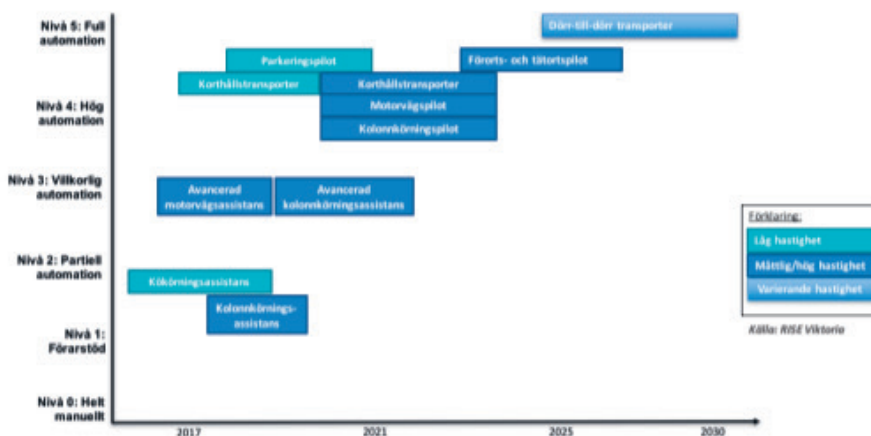 Nivå 5: Full
automation
Dörr-till-dörr transporter
Parkeringspilot
Förorts- och tätortspilot
Korthållstransporter
Korthållstransporter
Nivå 4: Hög
automation
Motorvägspilot
Kolonnkörningspilot
Nivå 3: Villkorlig
automation
Avancerad
motorvägsassistans
Avancerad
kolonnkörningsassistans
Nivå 2: Partiell
automation
Kökörningsassistans
Kolonnkörnings-
assistans
Nivå 1:
Förarstöd
Nivå 0: Helt
manuellt
2017
2021
2025
2030
Förklaring:
Låg hastighet
Måttlig/hög hastighet
Varierande hastighet
Källa: RISE Viktoria